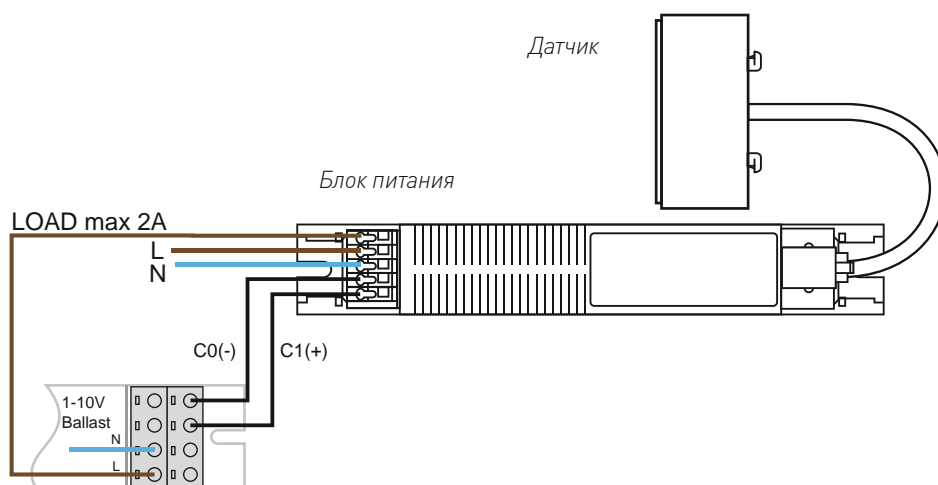 Датчик
Блок питания
LOAD max 2A
L
N
C0(-)
C1(+)
1-10V
Ballast
N
L